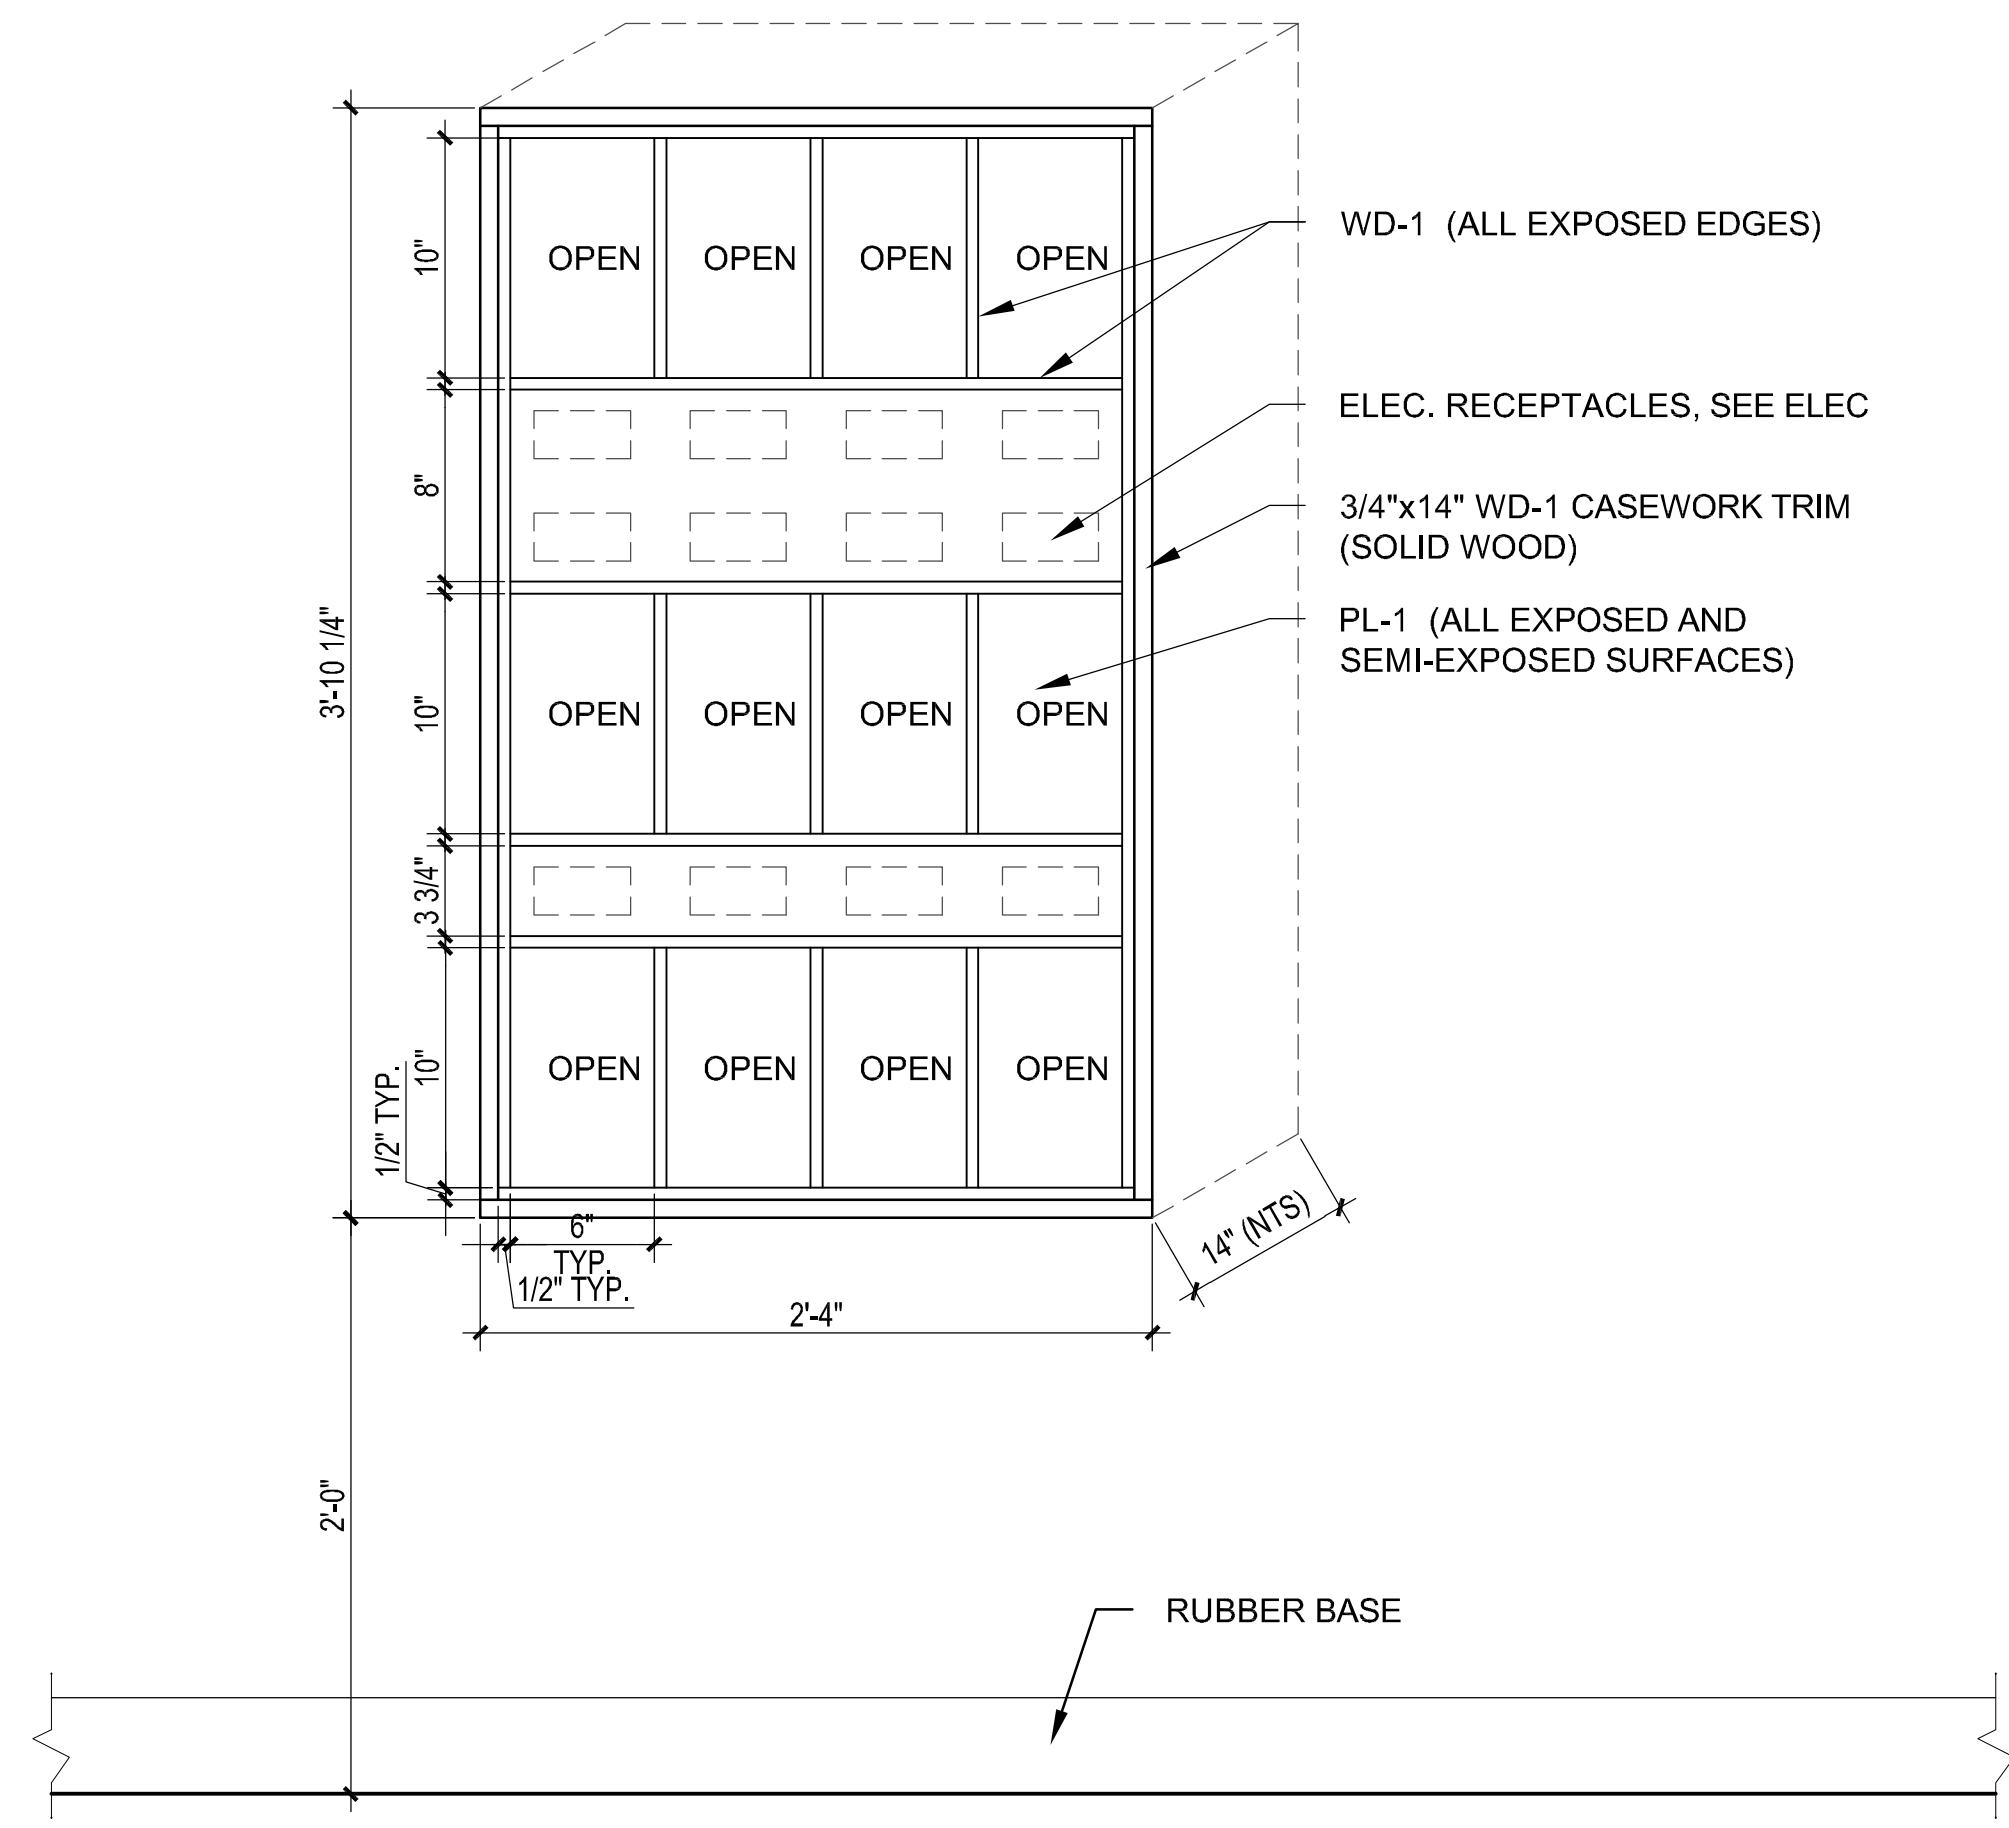 WD-1 (ALL EXPOSED EDGES)
10"
OPEN OPEN OPEN OPEN
ELEC. RECEPTACLES, SEE ELEC
8"
3/4"x14" WD-1 CASEWORK TRIM
(SOLID WOOD)
3'-10 1/4"
PL-1 (ALL EXPOSED AND
SEMI-EXPOSED SURFACES)
10"
OPEN OPEN OPEN OPEN
3 3/4"
10"
OPEN OPEN OPEN OPEN
1/2" TYP.
6"
TYP.
1/2" TYP.
14" (NTS)
2'-4"
2'-0"
RUBBER BASE